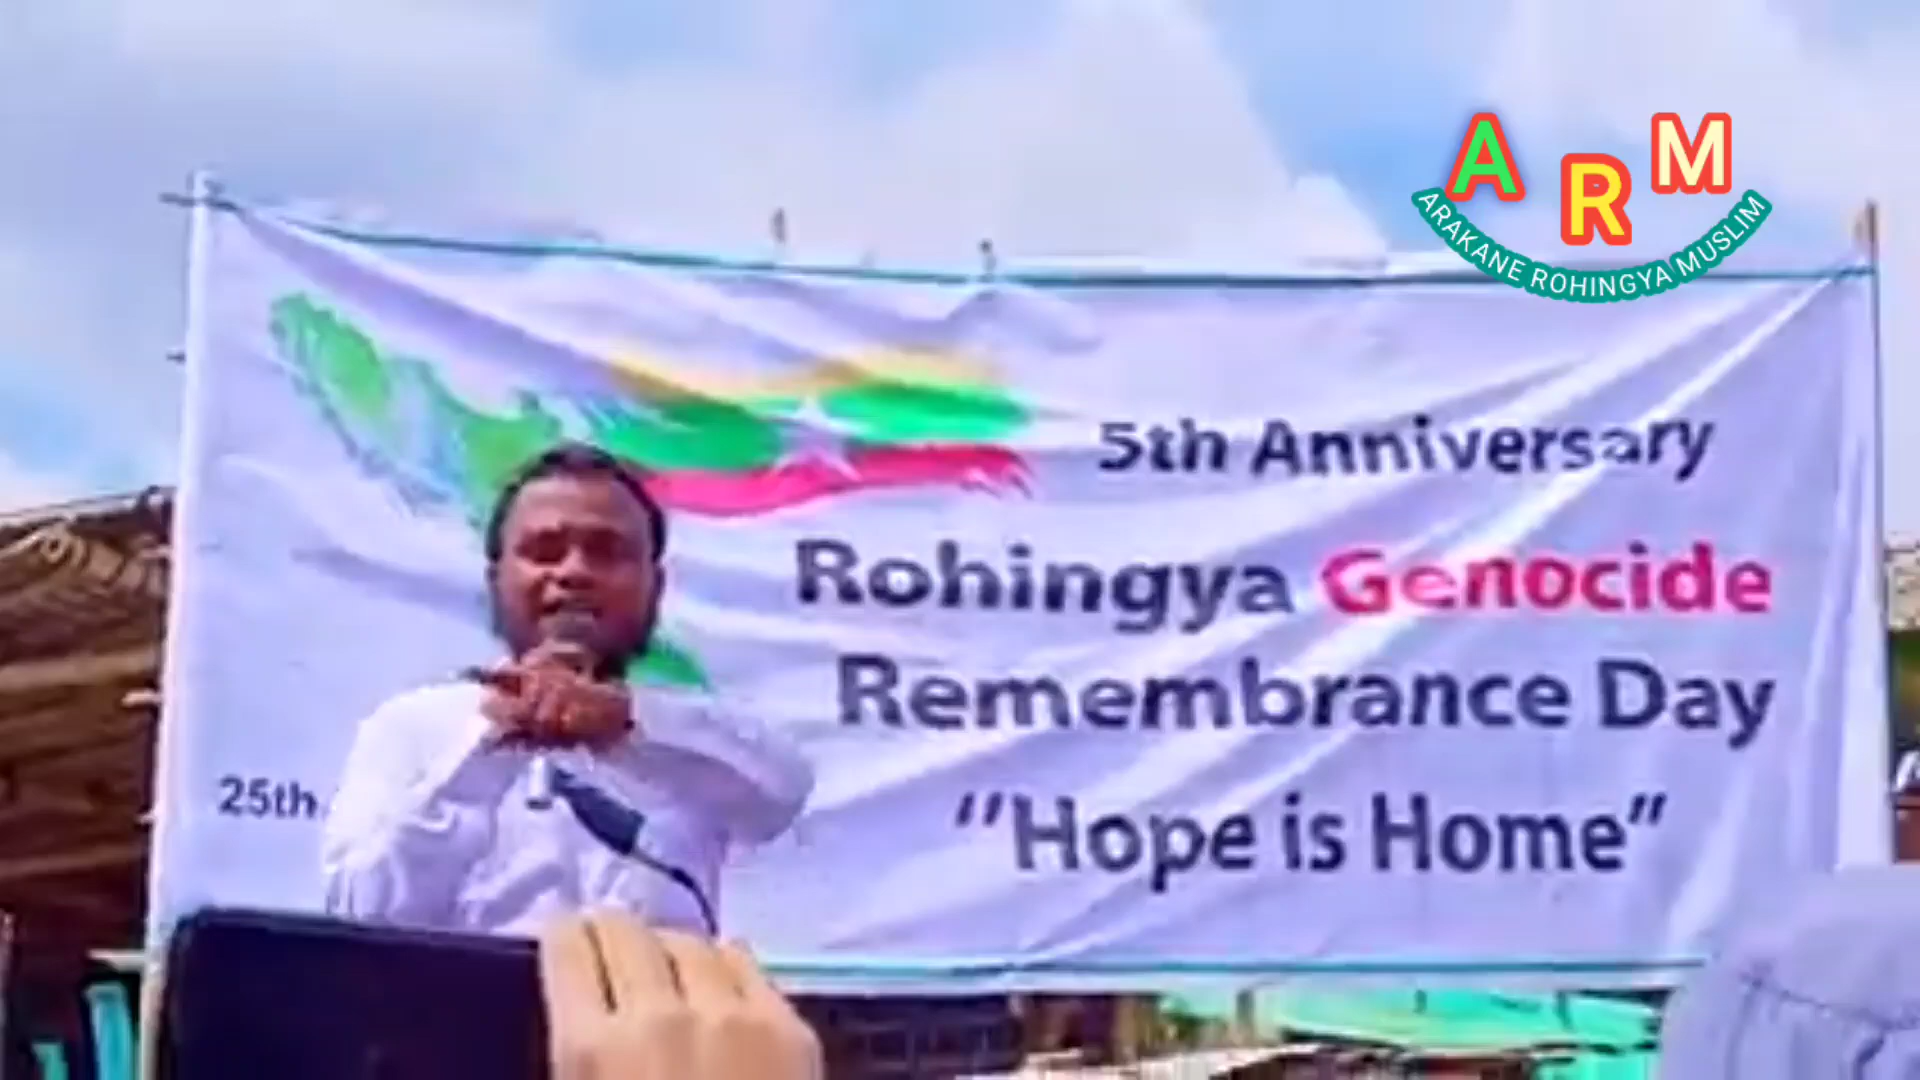 A R M
ARAKANE ROHINGYA MUSLIM
5th Anniversary
Rohingya Genocide
Remembrance Day
"Hope is Home"
25th